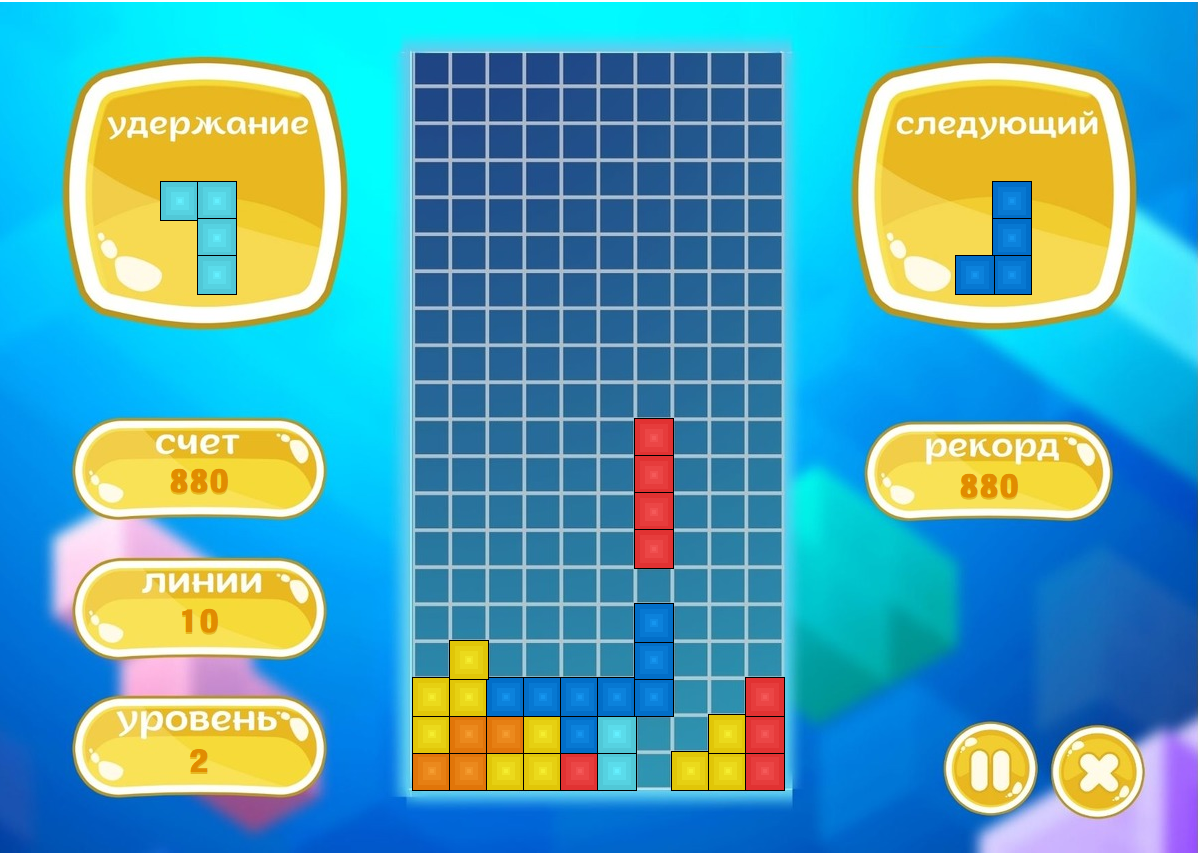 удержание
следующий
счет
880
рекорд
880
линии
10
уровень
2